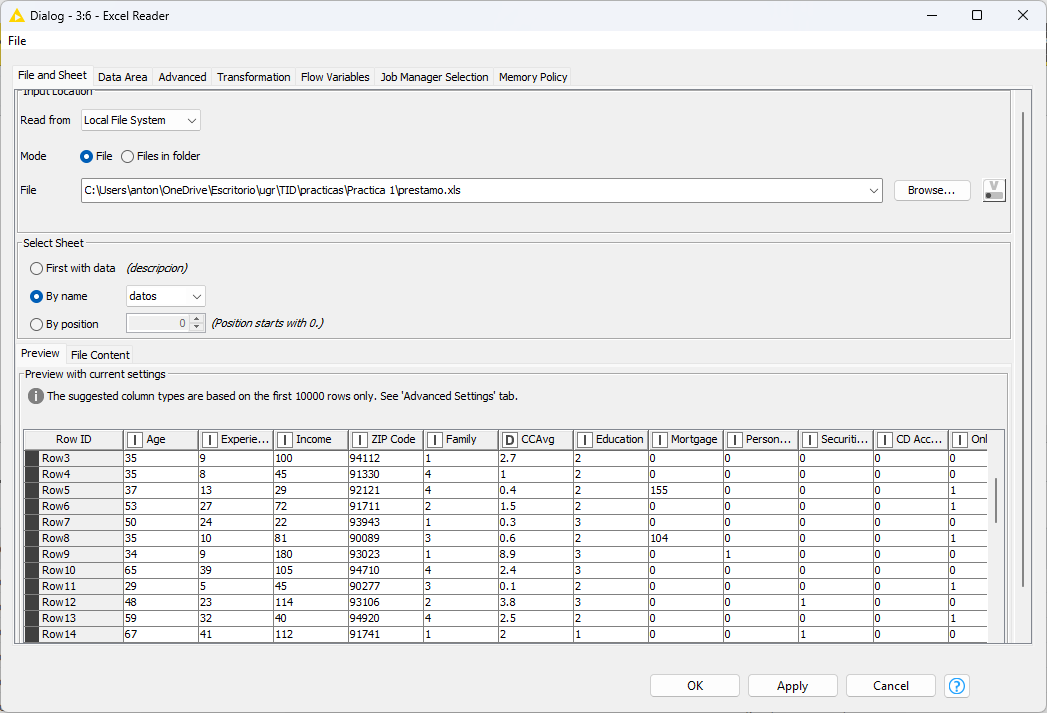 Dialog - 3:6 - Excel Reader
File
File and Sheet Data Area Advanced Transformation Flow Variables Job Manager Selection Memory Policy
Input Location
Read from Local File System
Mode File Files in folder
File C:\Users\anton\OneDrive\Escritorio\ugr\TID\practicas\Practica 1\prestamo.xls Browse... V
Select Sheet
First with data (descripcion)
By name datos
By position 0 (Position starts with 0.)
Preview File Content
Preview with current settings
The suggested column types are based on the first 10000 rows only. See 'Advanced Settings' tab.
Row ID I Age I Experie... I Income I ZIP Code I Family D CCAvg I Education I Mortgage I Person... I Securiti... I CD Acc... I Onl
Row3 35 9 100 94112 1 2.7 2 0 0 0 0 0
Row4 35 8 45 91330 4 1 2 0 0 0 0 0
Row5 37 13 29 92121 4 0.4 2 155 0 0 0 1
Row6 53 27 72 91711 2 1.5 2 0 0 0 0 1
Row7 50 24 22 93943 1 0.3 3 0 0 0 0 0
Row8 35 10 81 90089 3 0.6 2 104 0 0 0 1
Row9 34 9 180 93023 1 8.9 3 0 1 0 0 0
Row10 65 39 105 94710 4 2.4 3 0 0 0 0 0
Row11 29 5 45 90277 3 0.1 2 0 0 0 0 1
Row12 48 23 114 93106 2 3.8 3 0 0 1 0 0
Row13 59 32 40 94920 4 2.5 2 0 0 0 0 1
Row14 67 41 112 91741 1 2 1 0 0 1 0 0
OK Apply Cancel ?